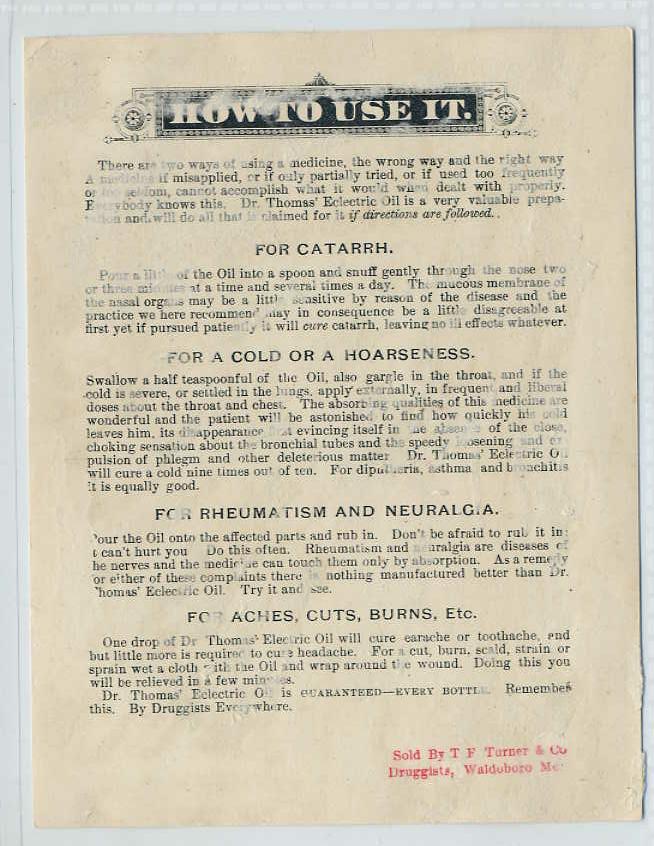 HOW TO USE IT.
There are two ways of using a medicine, the wrong way and the right way
A medicine if misapplied, or if only partially tried, or if used too frequently
or too seldom, cannot accomplish what it would when dealt with properly.
Everybody knows this. Dr. Thomas' Eclectric Oil is a very valuable prepa-
ration and will do all that is claimed for it if directions are followed.
FOR CATARRH.
Pour a little of the Oil into a spoon and snuff gently through the nose two
or three minutes at a time and several times a day. The mucous membrane of
the nasal organs may be a little sensitive by reason of the disease and the
practice we here recommend may in consequence be a little disagreeable at
first yet if pursued patiently it will cure catarrh, leaving no ill effects whatever.
FOR A COLD OR A HOARSENESS.
Swallow a half teaspoonful of the Oil, also gargle in the throat, and if the
cold is severe, or settled in the lungs, apply externally, in frequent and liberal
doses about the throat and chest. The absorbing qualities of this medicine are
wonderful and the patient will be astonished to find how quickly his cold
leaves him, its disappearance first evincing itself in the absence of the close,
choking sensation about the bronchial tubes and the speedy loosening and ex
pulsion of phlegm and other deleterious matter Dr. Thomas' Eclectric Oil
will cure a cold nine times out of ten. For diphtheria, asthma and bronchitis
it is equally good.
FOR RHEUMATISM AND NEURALGIA.
Pour the Oil onto the affected parts and rub in. Don't be afraid to rub it in:
t can't hurt you Do this often. Rheumatism and neuralgia are diseases of
he nerves and the medicine can touch them only by absorption. As a remedy
or either of these complaints there is nothing manufactured better than Dr.
Thomas' Eclectric Oil. Try it and see.
FOR ACHES, CUTS, BURNS, Etc.
One drop of Dr Thomas' Electric Oil will cure earache or toothache, and
but little more is required to cure headache. For a cut, burn, scald, strain or
sprain wet a cloth with the Oil and wrap around the wound. Doing this you
will be relieved in a few minutes.
Dr. Thomas' Eclectric Oil is GUARANTEED—EVERY BOTTLE. Remember
this. By Druggists Everywhere.
Sold By T F Turner & Co
Druggists, Waldoboro Me.